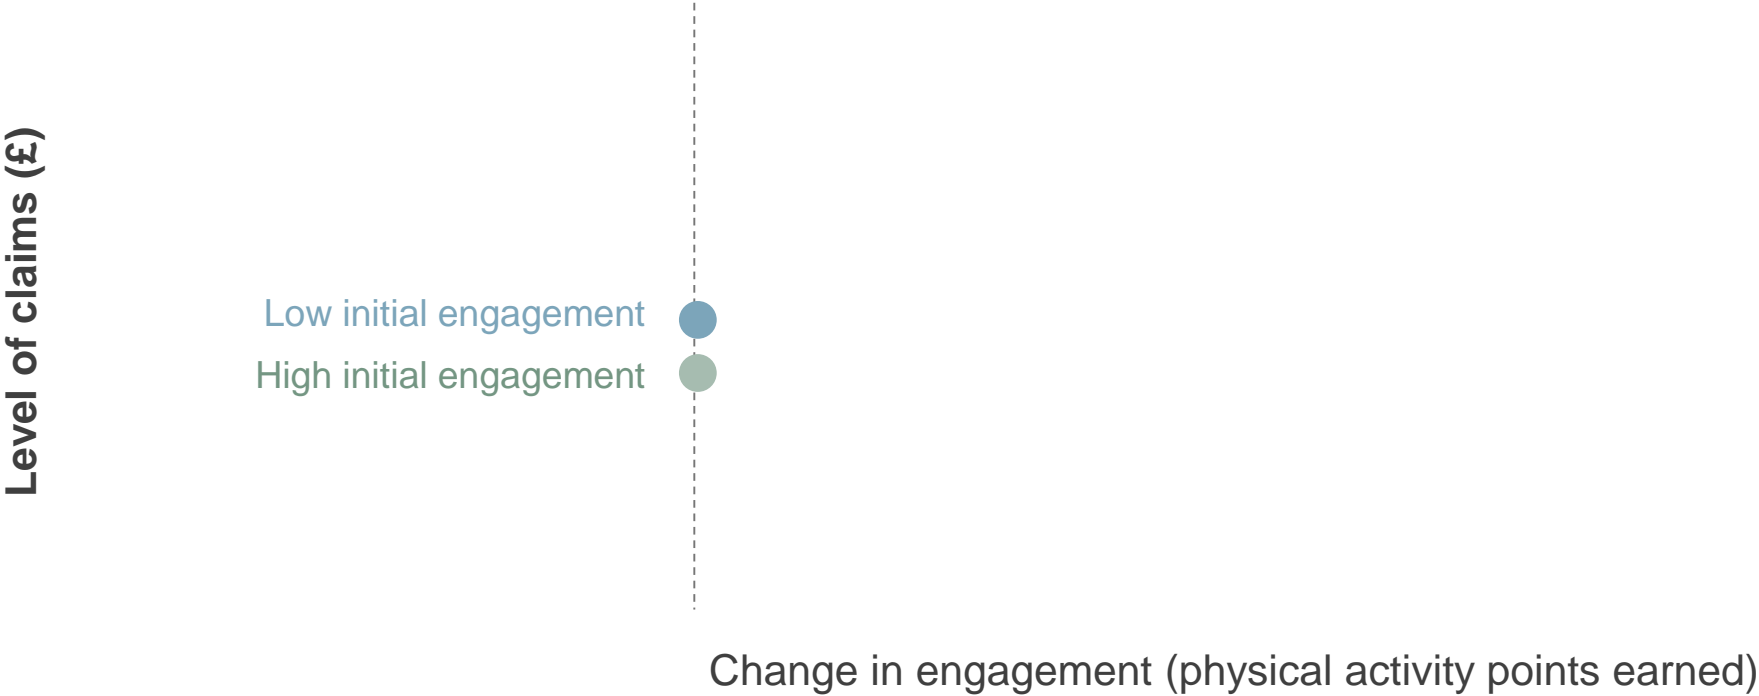 Level of claims (£)
Low initial engagement
High initial engagement
Change in engagement (physical activity points earned)